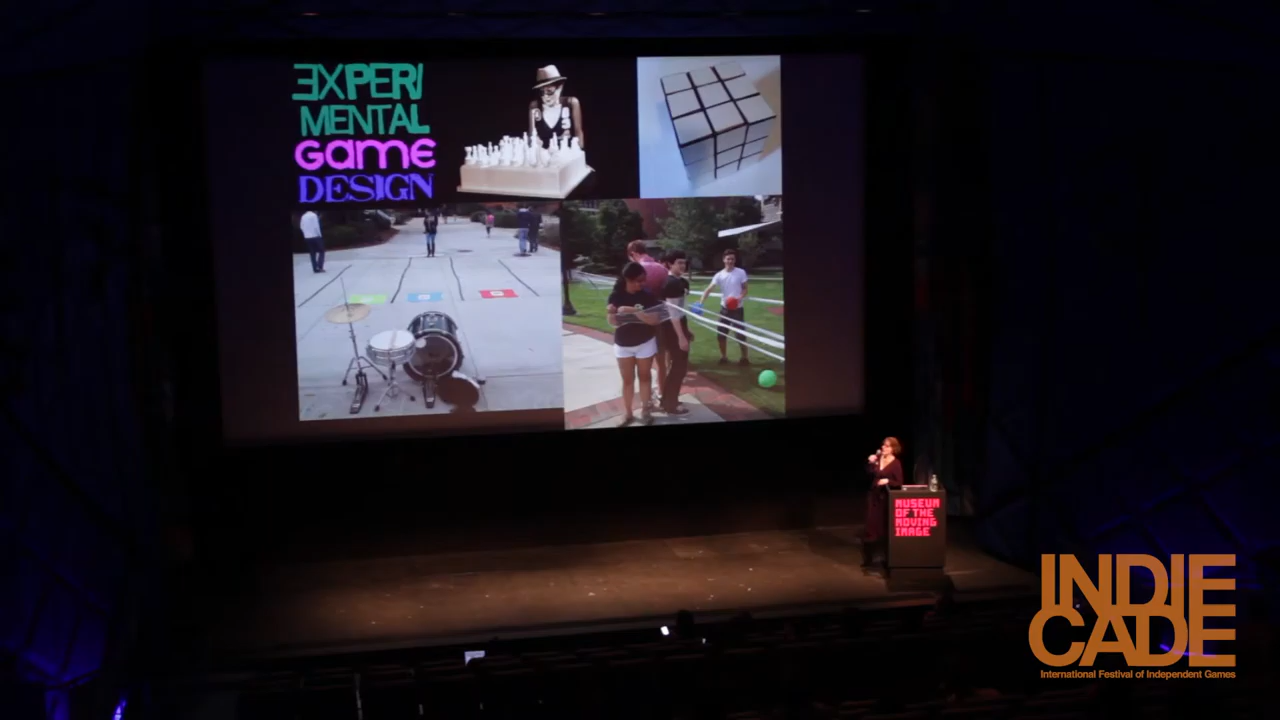 EXPERI
MENTAL
GAME
DESIGN
MUSEUM
OF THE
MOVING
IMAGE
INDIE
CADE
International Festival of Independent Games